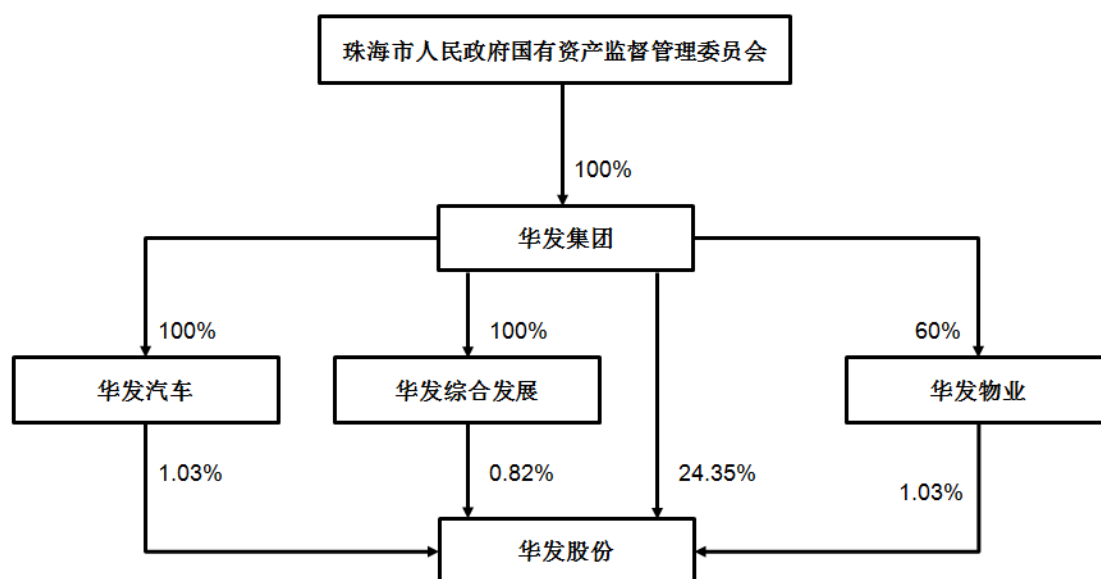 珠海市人民政府国有资产监督管理委员会
100%
华发集团
100%
100%
60%
华发汽车
华发综合发展
华发物业
1.03%
0.82%
24.35%
1.03%
华发股份